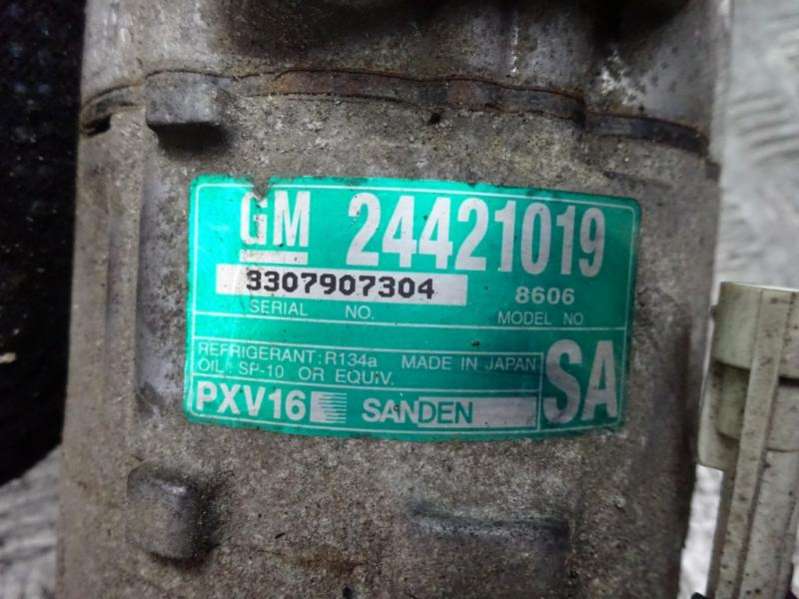 GM 24421019
3307907304 8606
SERIAL NO. MODEL NO
REFRIGERANT: R134a MADE IN JAPAN
OIL: SP-10 OR EQUIV.
PXV16 SANDEN SA